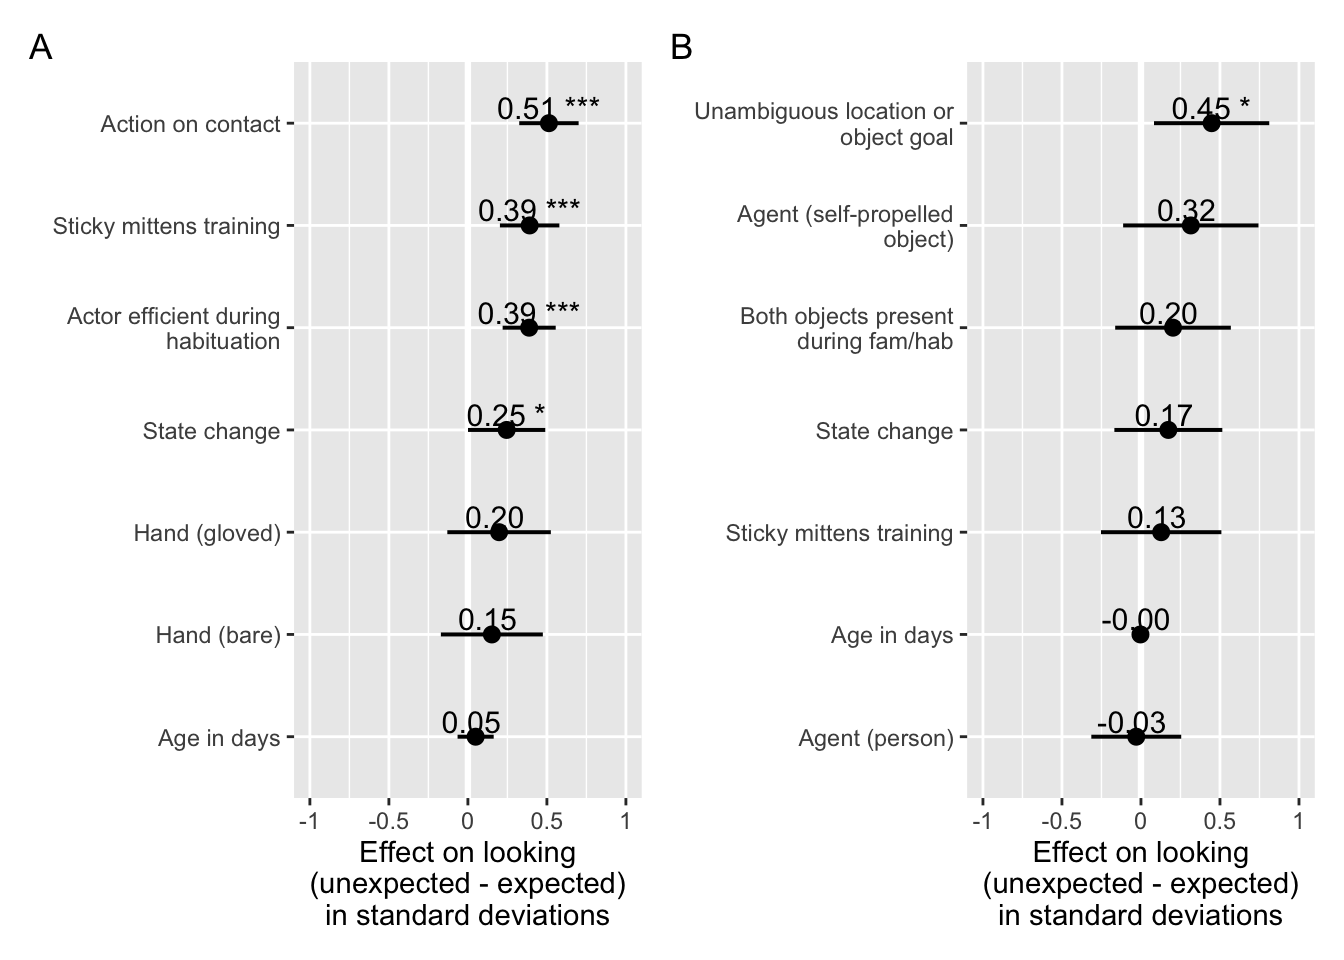 A
Action on contact
0.51 ***
Sticky mittens training
0.39 ***
Actor efficient during
habituation
0.39 ***
State change
0.25 *
Hand (gloved)
0.20
Hand (bare)
0.15
Age in days
0.05
-1 -0.5 0 0.5 1
Effect on looking
(unexpected - expected)
in standard deviations
B
Unambiguous location or
object goal
0.45 *
Agent (self-propelled
object)
0.32
Both objects present
during fam/hab
0.20
State change
0.17
Sticky mittens training
0.13
Age in days
-0.00
Agent (person)
-0.03
-1 -0.5 0 0.5 1
Effect on looking
(unexpected - expected)
in standard deviations